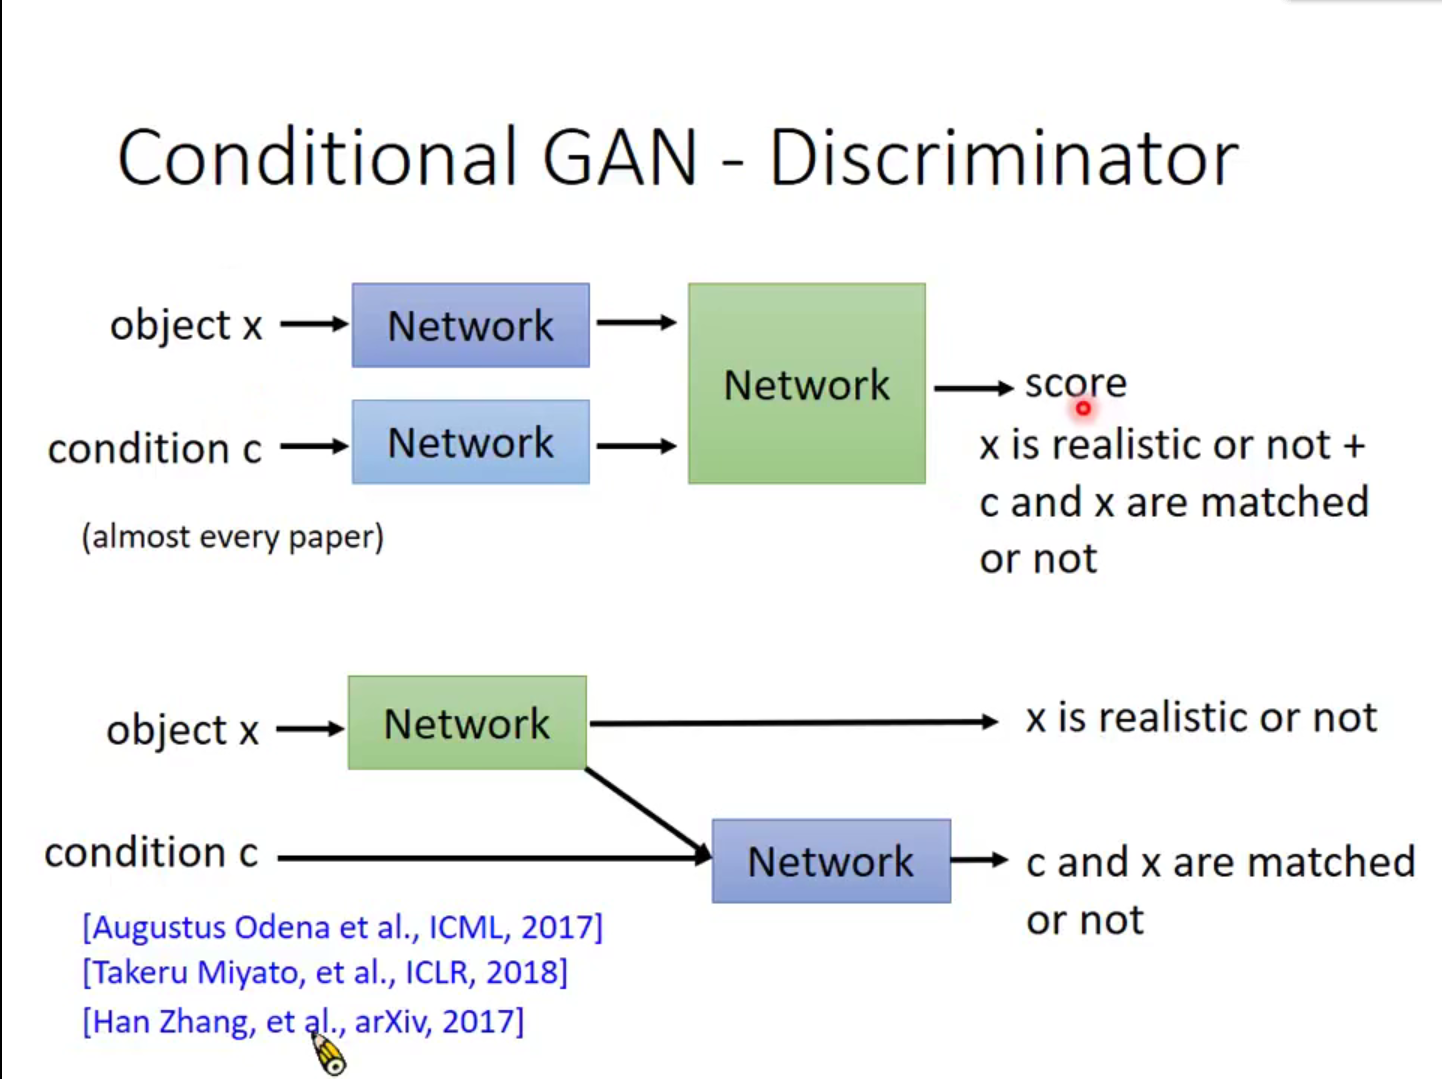 Conditional GAN - Discriminator
object x
Network
Network
score
condition c
Network
x is realistic or not +
c and x are matched
or not
(almost every paper)
object x
Network
x is realistic or not
condition c
Network
c and x are matched
or not
[Augustus Odena et al., ICML, 2017]
[Takeru Miyato, et al., ICLR, 2018]
[Han Zhang, et al., arXiv, 2017]